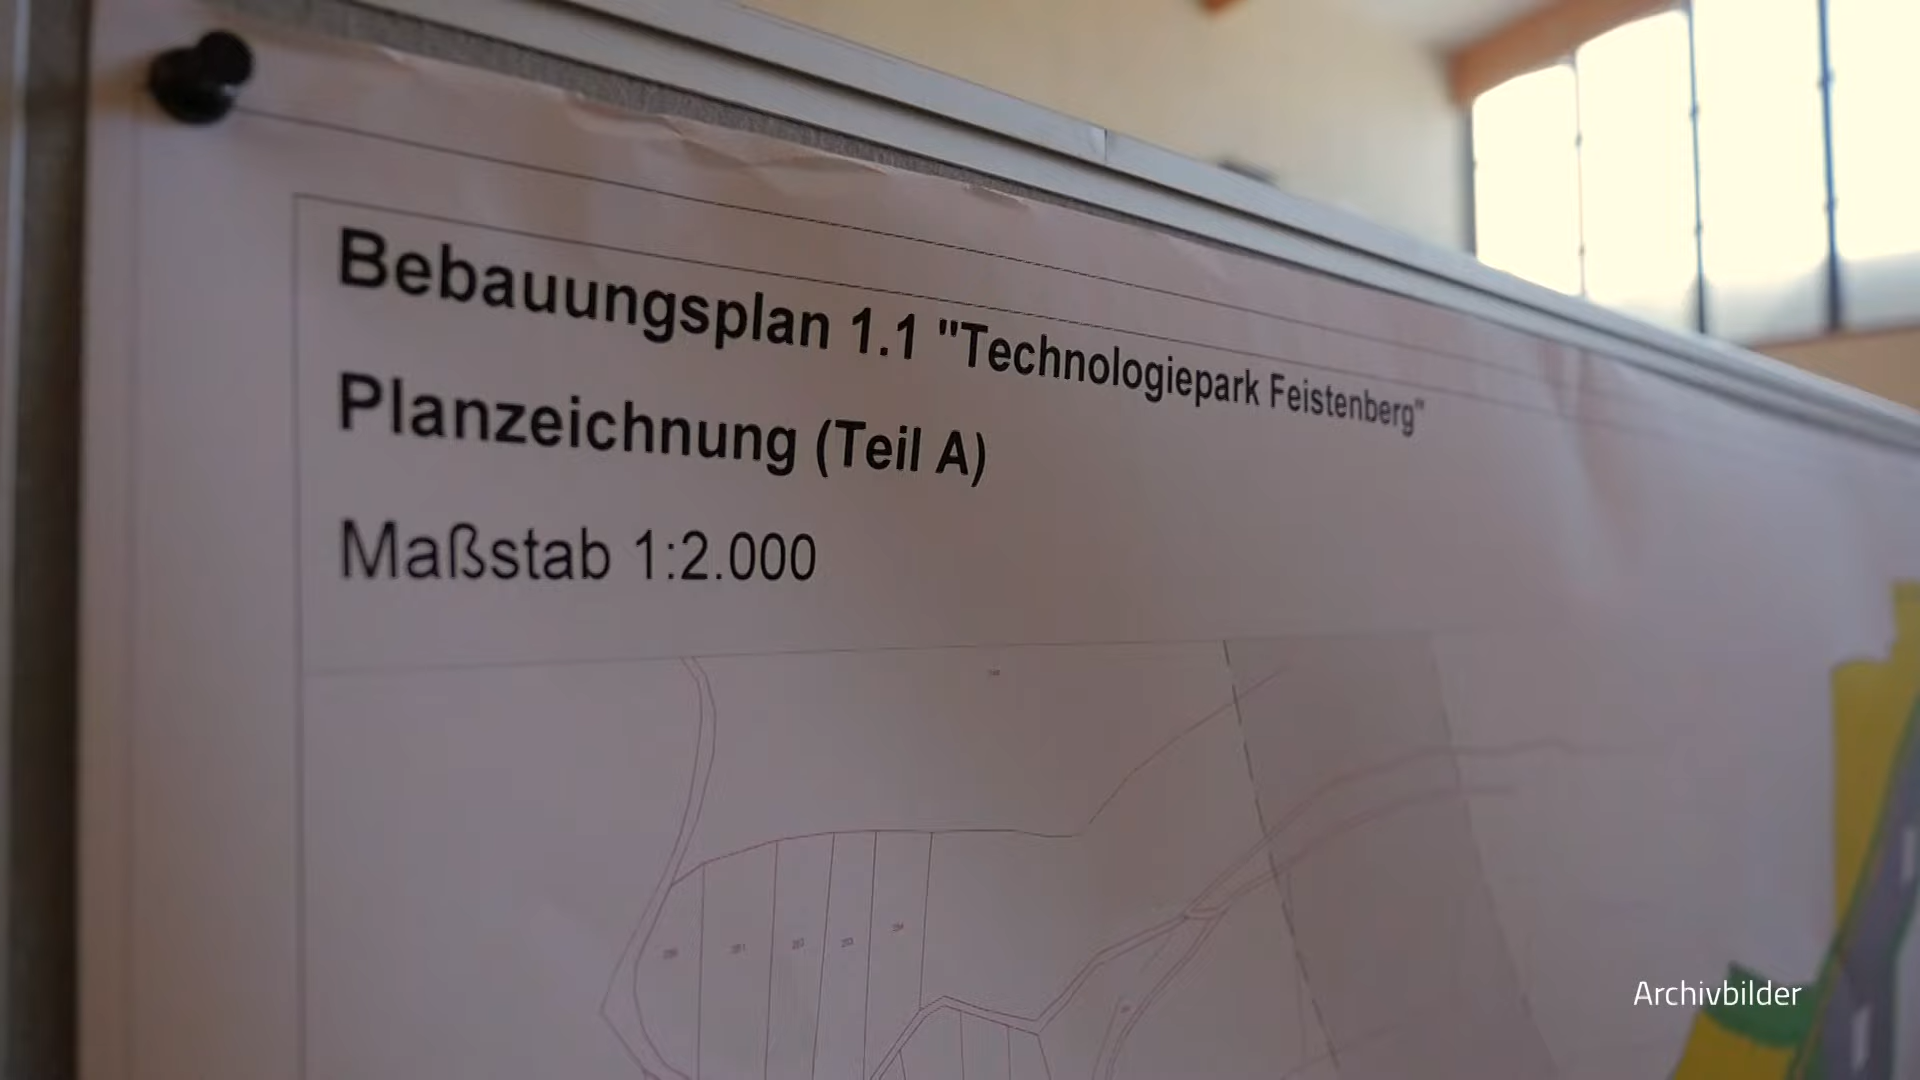 Bebauungsplan 1.1 "Technologiepark Feistenberg"
Planzeichnung (Teil A)
Maßstab 1:2.000
Archivbilder